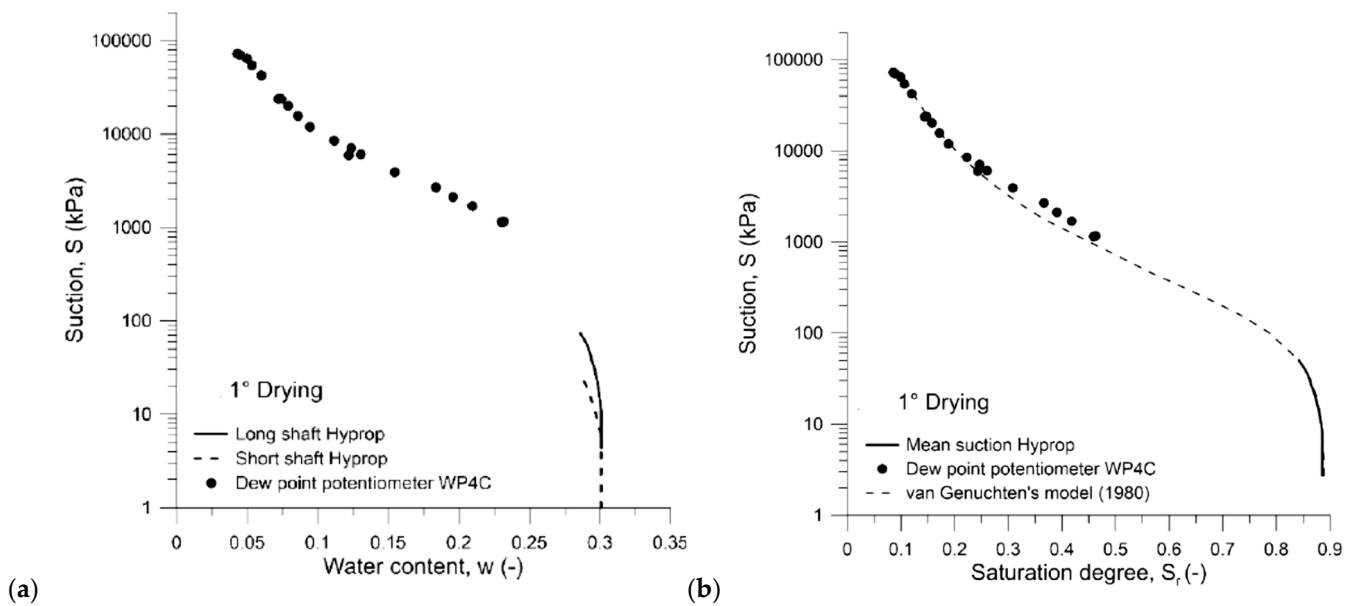 100000
10000
1000
100
10
1
Suction, S (kPa)
1° Drying
Long shaft Hyprop
Short shaft Hyprop
Dew point potentiometer WP4C
0 0.05 0.1 0.15 0.2 0.25 0.3 0.35
Water content, w (-)
(a)
100000
10000
1000
100
10
1
Suction, S (kPa)
1° Drying
Mean suction Hyprop
Dew point potentiometer WP4C
van Genuchten's model (1980)
0 0.1 0.2 0.3 0.4 0.5 0.6 0.7 0.8 0.9
Saturation degree, Sr (-)
(b)